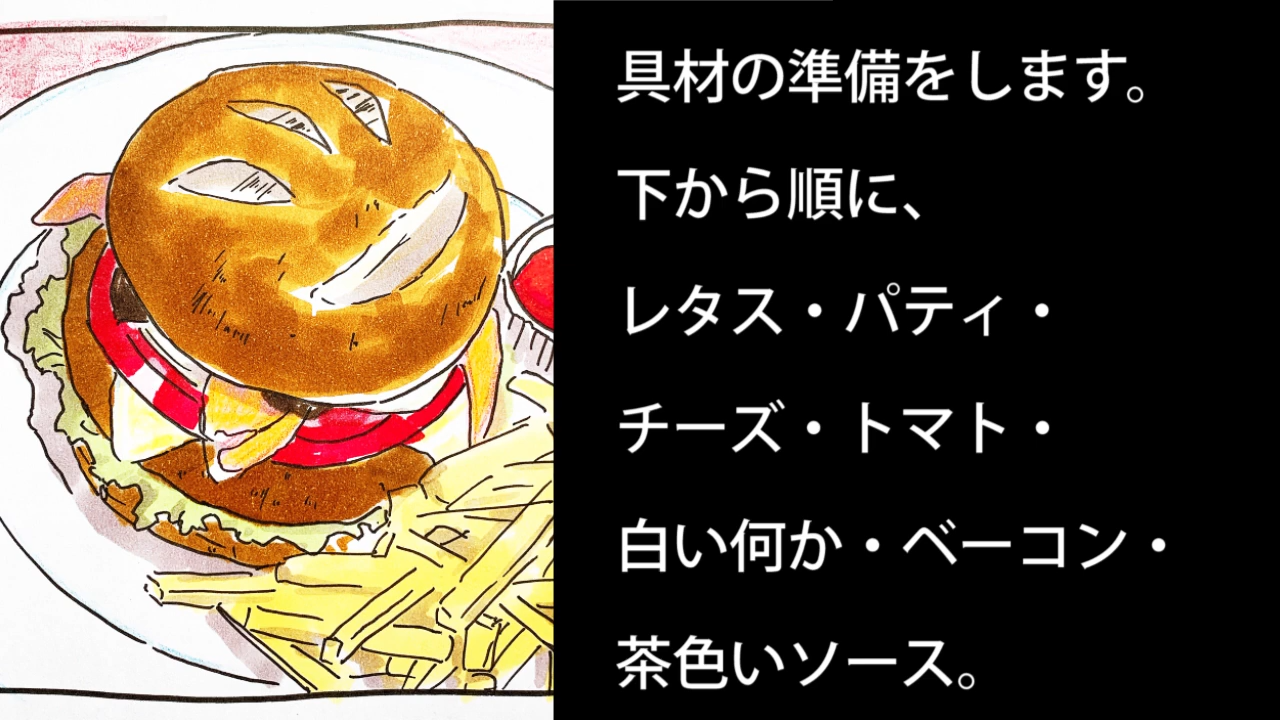 具材の準備をします。
下から順に、
レタス・パティ・
チーズ・トマト・
白い何か・ベーコン・
茶色いソース。